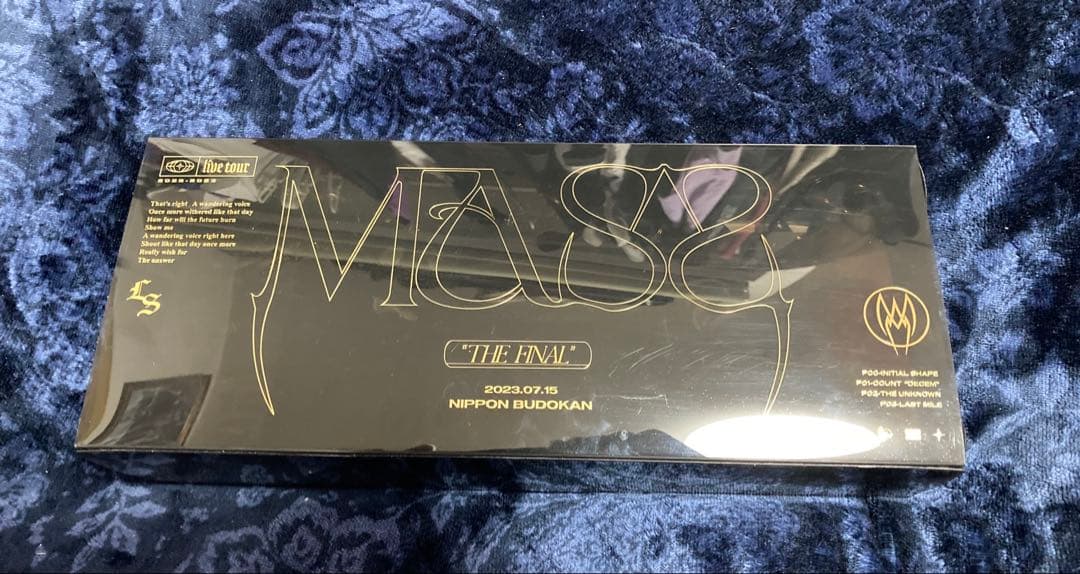 live tour
2022-2023
That's right A wandering voice
Once more withered like that day
How far will the future burn
Show me
A wandering voice right here
Shout like that day once more
Really wish for
The answer
LS
MASS
"THE FINAL"
2023.07.15
NIPPON BUDOKAN
P00-INITIAL SHAPE
P01-COUNT "DECEM"
P02/THE UNKNOWN
P03-LAST MILE